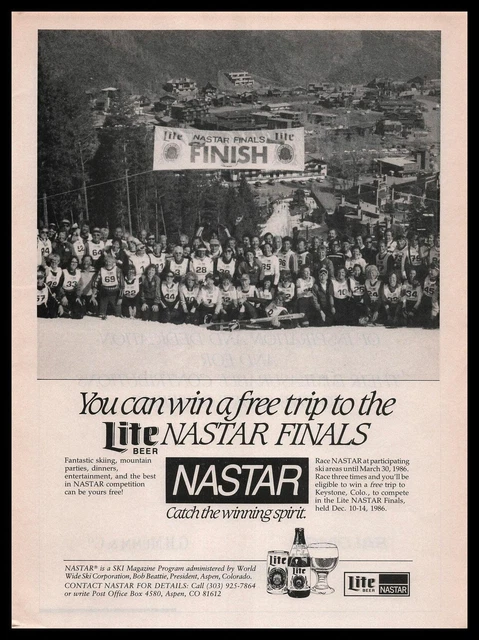 Lite NASTAR FINALS Lite
FINISH
You can win a free trip to the
Lite BEER NASTAR FINALS
Fantastic skiing, mountain
parties, dinners,
entertainment, and the best
in NASTAR competition
can be yours free!
NASTAR
Catch the winning spirit.
Race NASTAR at participating
ski areas until March 30, 1986.
Race three times and you'll be
eligible to win a free trip to
Keystone, Colo., to compete
in the Lite NASTAR Finals,
held Dec. 10-14, 1986.
NASTAR® is a SKI Magazine Program administered by World
Wide Ski Corporation, Bob Beattie, President, Aspen, Colorado.
CONTACT NASTAR FOR DETAILS: Call (303) 925-7864
or write Post Office Box 4580, Aspen, CO 81612
Lite
Lite
Lite BEER NASTAR